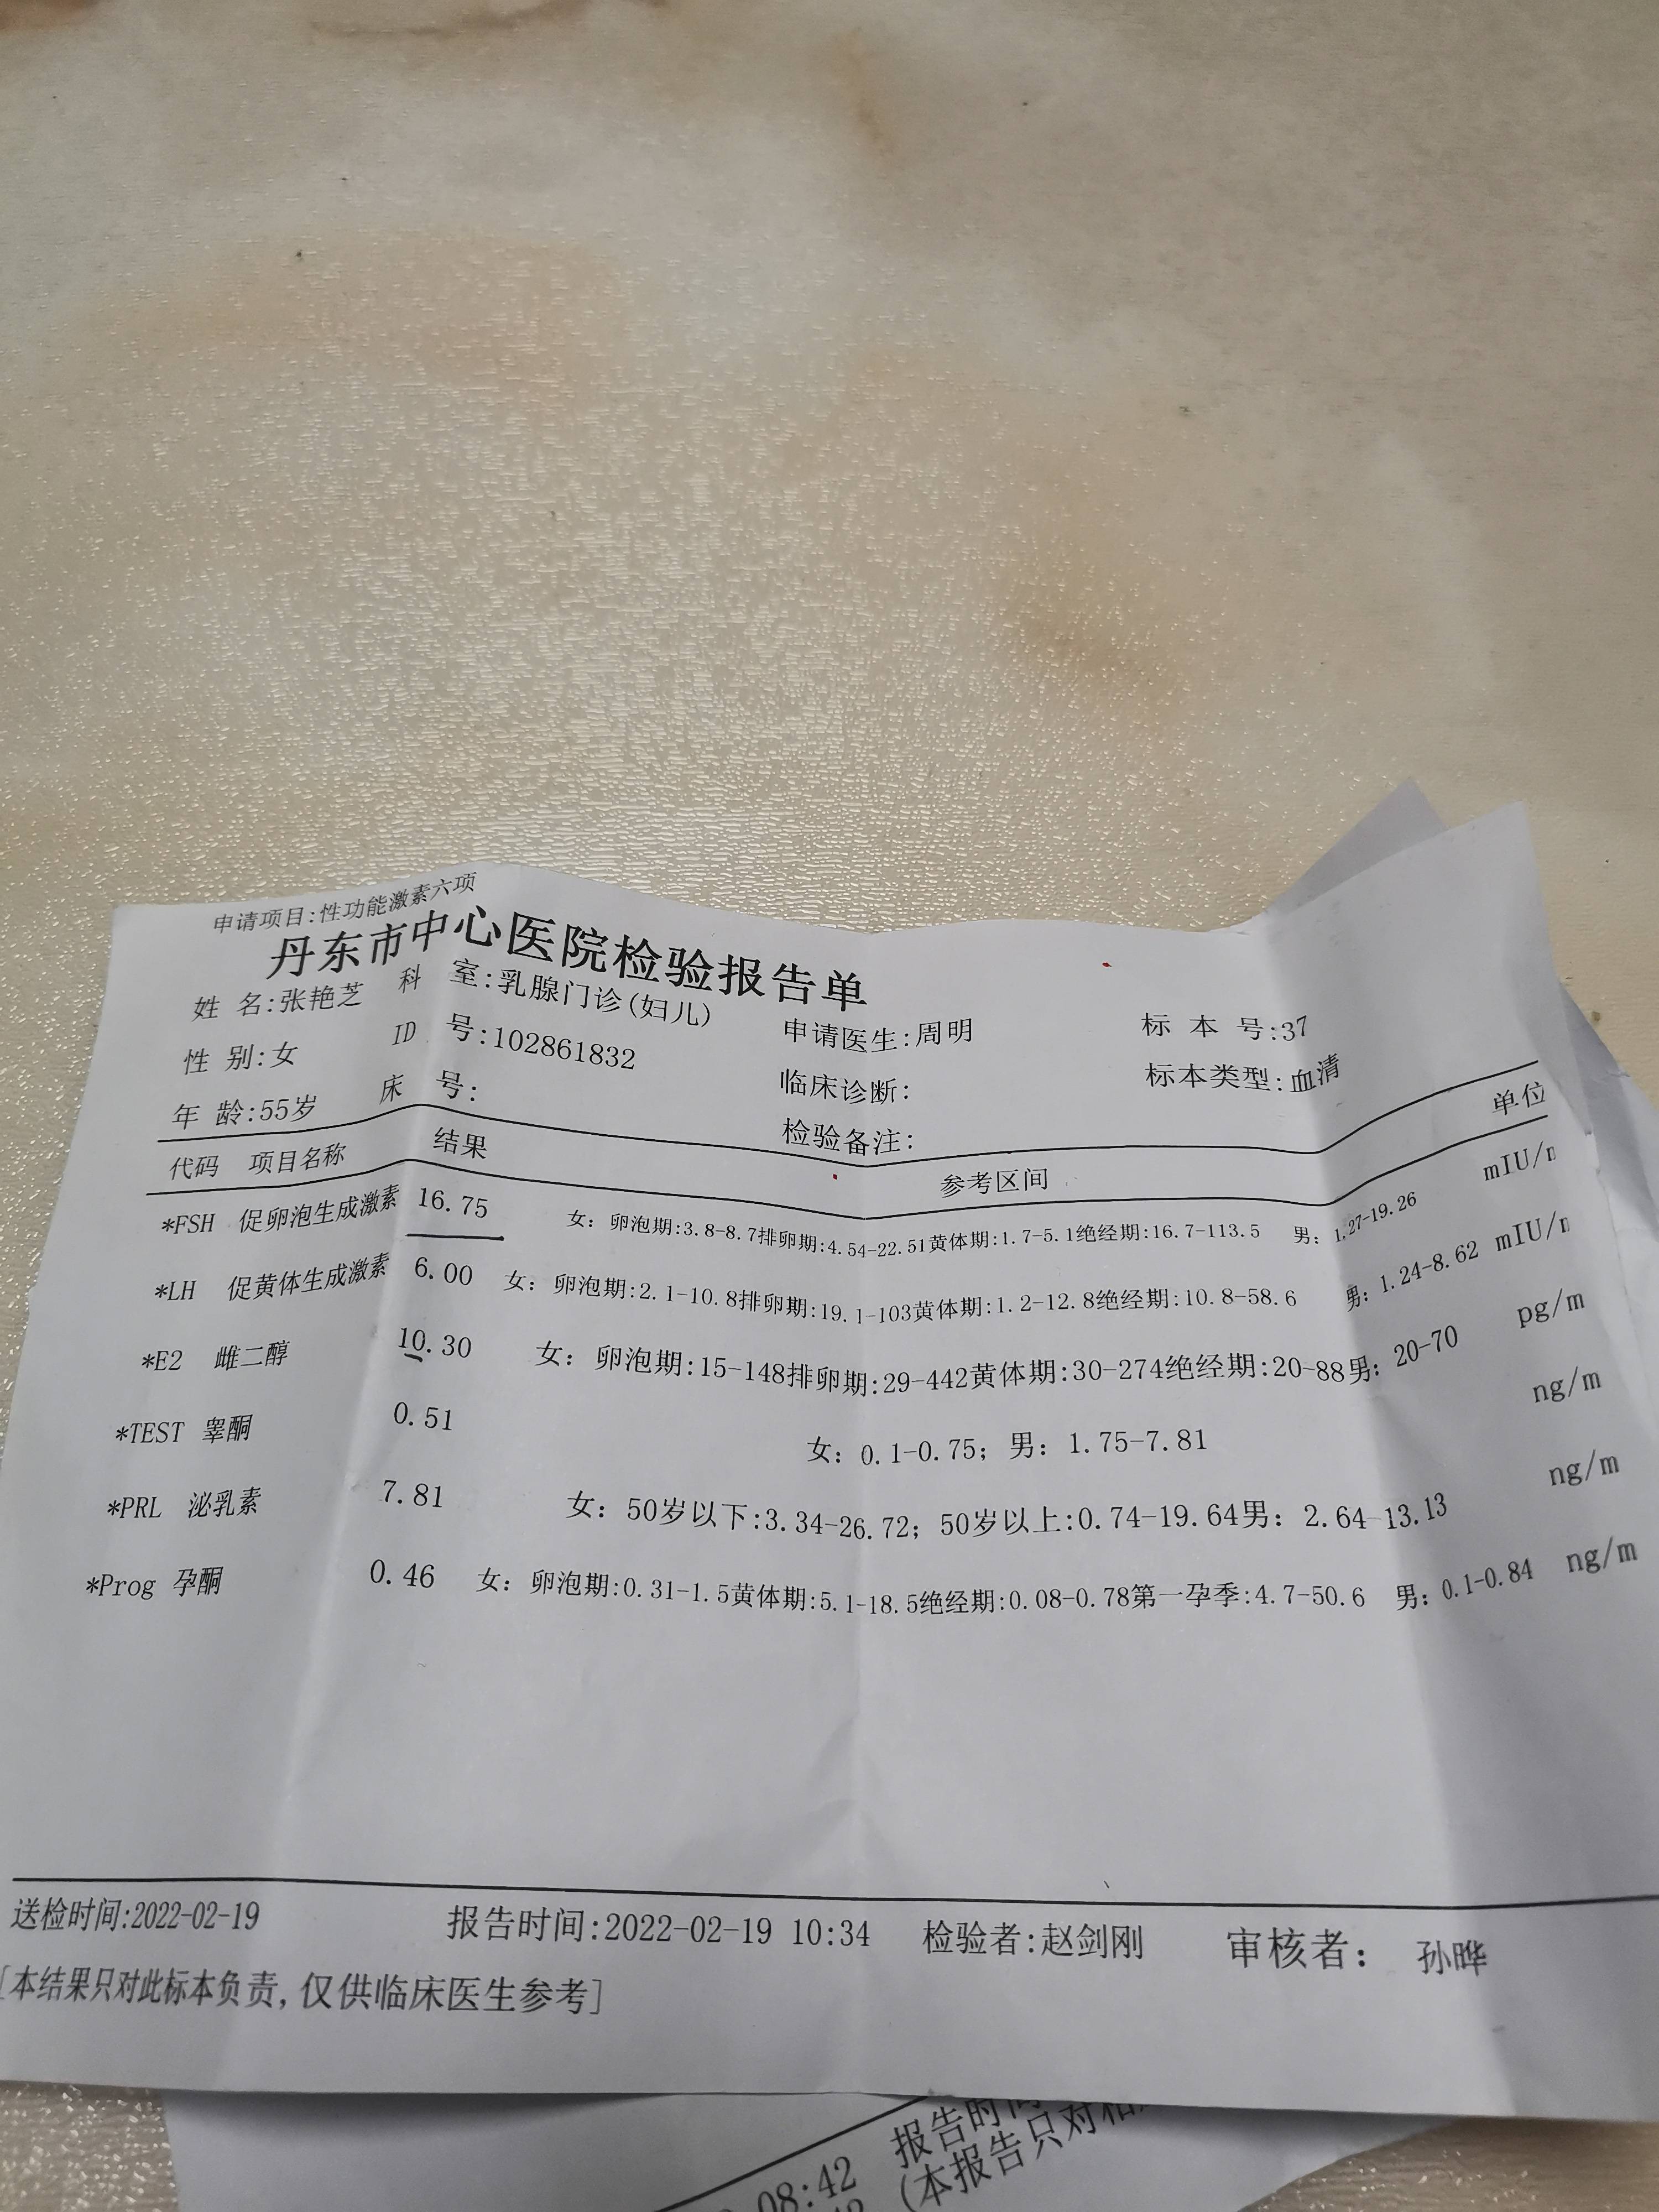 申请项目:性功能激素六项
丹东市中心医院检验报告单
姓 名:张艳芝 科 室:乳腺门诊(妇儿) 申请医生:周明 标 本 号:37
性 别:女 ID 号:102861832 临床诊断: 标本类型:血清
年 龄:55岁 床 号: 检验备注:
代码 项目名称 结果 参考区间 单位
*FSH 促卵泡生成激素 16.75 女: 卵泡期:3.8-8.7排卵期:4.54-22.51黄体期:1.7-5.1绝经期:16.7-113.5 男: 1.27-19.26 mIU/
*LH 促黄体生成激素 6.00 女: 卵泡期:2.1-10.8排卵期:19.1-103黄体期:1.2-12.8绝经期:10.8-58.6 男: 1.24-8.62 mIU/
*E2 雌二醇 10.30 女: 卵泡期:15-148排卵期:29-442黄体期:30-274绝经期:20-88男: 20-70 pg/m
*TEST 睾酮 0.51 女: 0.1-0.75; 男: 1.75-7.81 ng/m
*PRL 泌乳素 7.81 女: 50岁以下:3.34-26.72; 50岁以上:0.74-19.64男: 2.64-13.13 ng/m
*Prog 孕酮 0.46 女: 卵泡期:0.31-1.5黄体期:5.1-18.5绝经期:0.08-0.78第一孕季:4.7-50.6 男: 0.1-0.84 ng/m
送检时间:2022-02-19 报告时间:2022-02-19 10:34 检验者:赵剑刚 审核者: 孙晔
[本结果只对此标本负责,仅供临床医生参考]
08:42 报告时间
(本报告只对